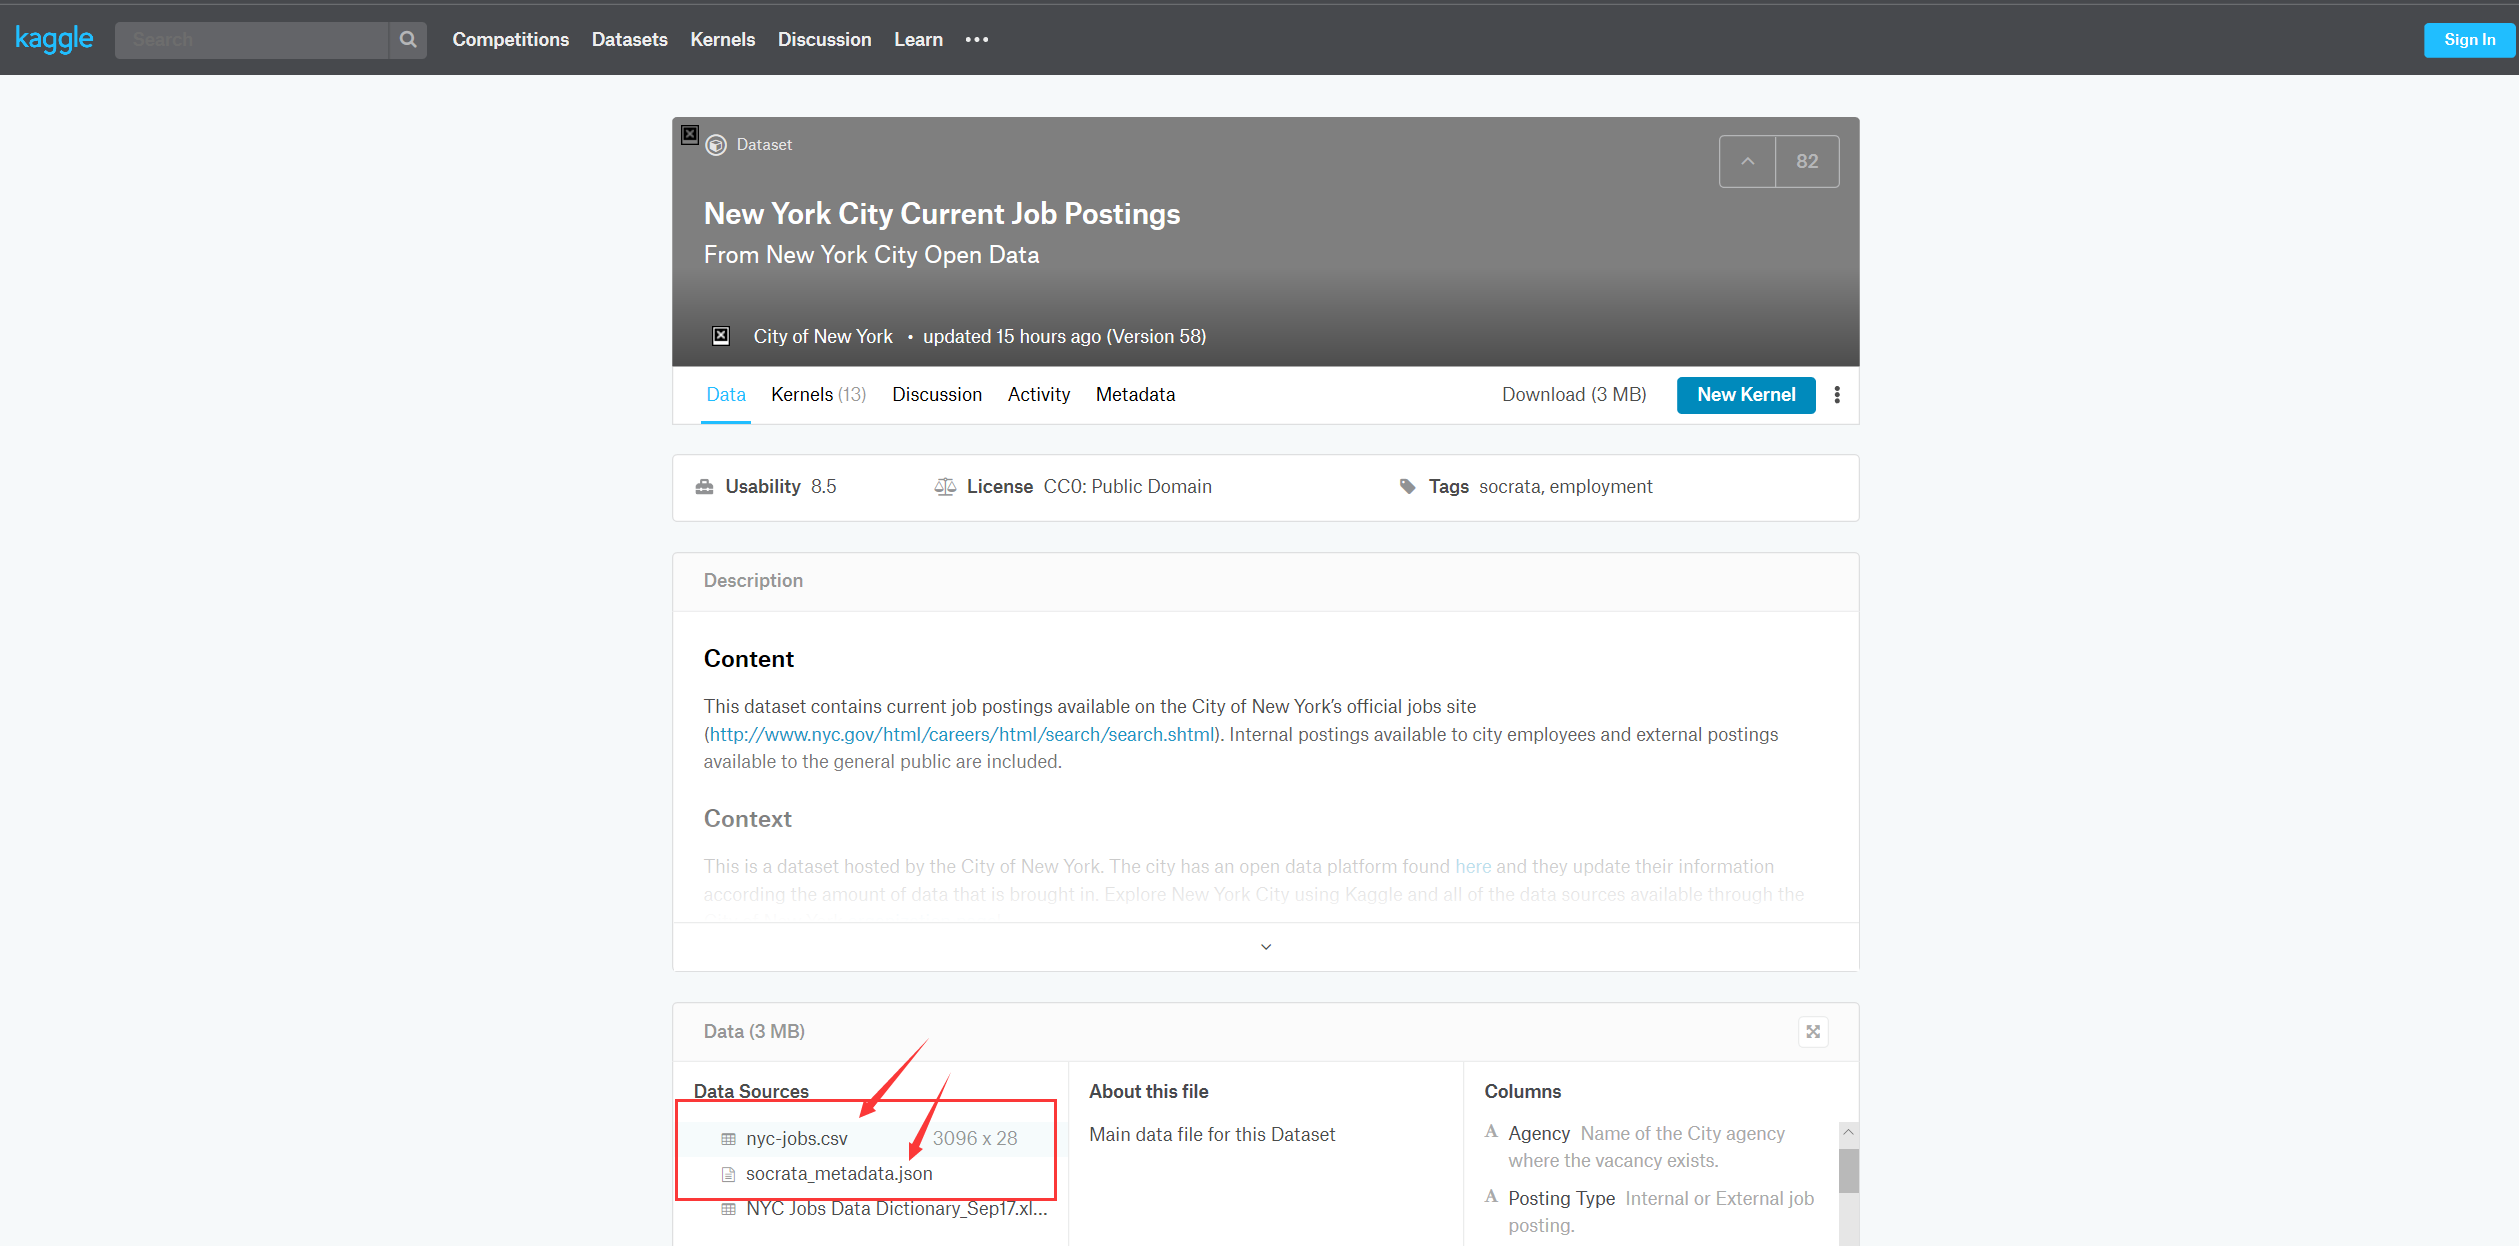 kaggle
Search
Competitions Datasets Kernels Discussion Learn
Sign In
Dataset
82
New York City Current Job Postings
From New York City Open Data
City of New York • updated 15 hours ago (Version 58)
Data Kernels (13) Discussion Activity Metadata Download (3 MB) New Kernel
Usability 8.5 License CC0: Public Domain Tags socrata, employment
Description
Content
This dataset contains current job postings available on the City of New York’s official jobs site
(http://www.nyc.gov/html/careers/html/search/search.shtml). Internal postings available to city employees and external postings
available to the general public are included.
Context
This is a dataset hosted by the City of New York. The city has an open data platform found here and they update their information
according the amount of data that is brought in. Explore New York City using Kaggle and all of the data sources available through the
Data (3 MB)
Data Sources
nyc-jobs.csv 3096 x 28
socrata_metadata.json
NYC Jobs Data Dictionary_Sep17.xl...
About this file
Main data file for this Dataset
Columns
A Agency Name of the City agency
where the vacancy exists.
A Posting Type Internal or External job
posting.